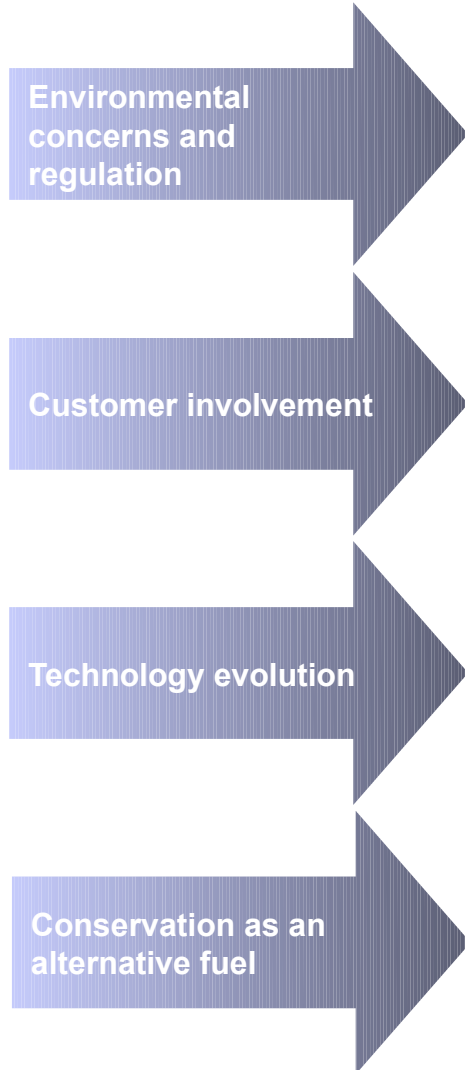 Environmental
concerns and
regulation
Customer involvement
Technology evolution
Conservation as an
alternative fuel